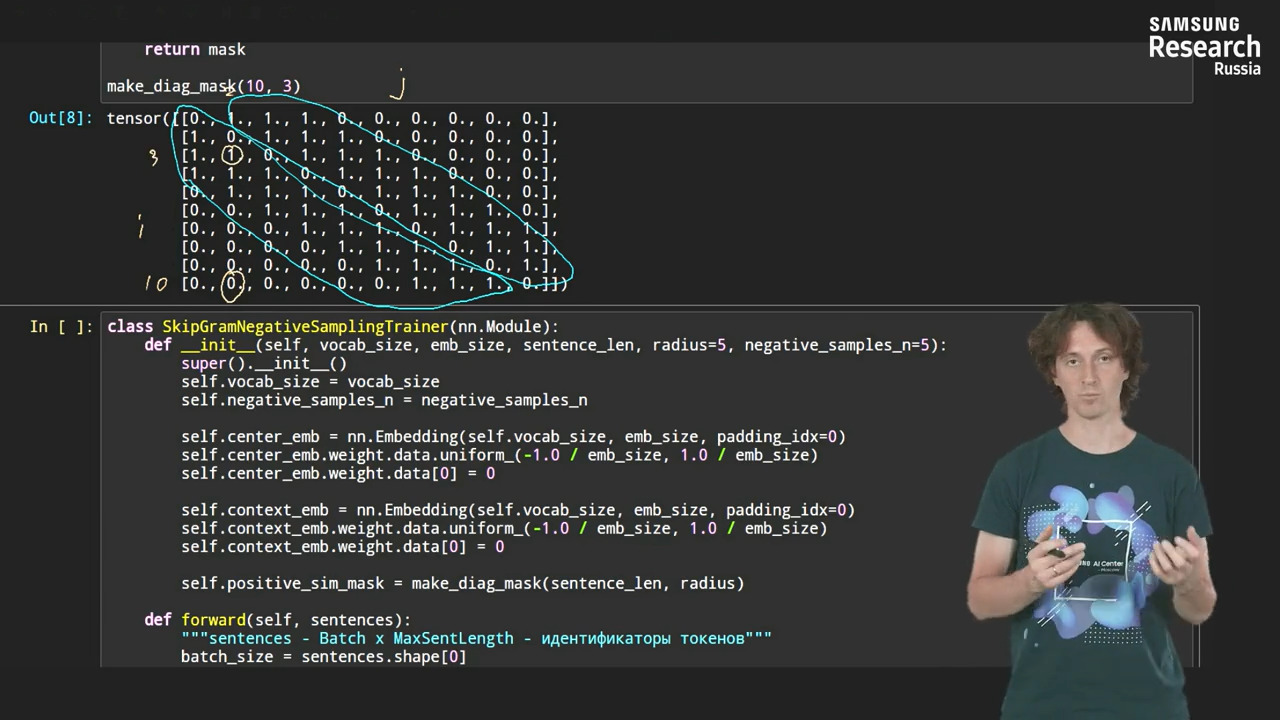 SAMSUNG
Research
Russia
return mask
make_diag_mask(10, 3)
2
j
Out[8]: tensor([[0., 1., 1., 1., 0., 0., 0., 0., 0., 0.],
[1., 0., 1., 1., 1., 0., 0., 0., 0., 0.],
3 [1., 1., 0., 1., 1., 1., 0., 0., 0., 0.],
[1., 1., 1., 0., 1., 1., 1., 0., 0., 0.],
[0., 1., 1., 1., 0., 1., 1., 1., 0., 0.],
[0., 0., 1., 1., 1., 0., 1., 1., 1., 0.],
i [0., 0., 0., 1., 1., 1., 0., 1., 1., 1.],
[0., 0., 0., 0., 1., 1., 1., 0., 1., 1.],
[0., 0., 0., 0., 0., 1., 1., 1., 0., 1.],
10 [0., 0., 0., 0., 0., 0., 1., 1., 1., 0.]])
In [ ]: class SkipGramNegativeSamplingTrainer(nn.Module):
def __init__(self, vocab_size, emb_size, sentence_len, radius=5, negative_samples_n=5):
super().__init__()
self.vocab_size = vocab_size
self.negative_samples_n = negative_samples_n
self.center_emb = nn.Embedding(self.vocab_size, emb_size, padding_idx=0)
self.center_emb.weight.data.uniform_(-1.0 / emb_size, 1.0 / emb_size)
self.center_emb.weight.data[0] = 0
self.context_emb = nn.Embedding(self.vocab_size, emb_size, padding_idx=0)
self.context_emb.weight.data.uniform_(-1.0 / emb_size, 1.0 / emb_size)
self.context_emb.weight.data[0] = 0
self.positive_sim_mask = make_diag_mask(sentence_len, radius)
def forward(self, sentences):
"""sentences - Batch x MaxSentLength - идентификаторы токенов"""
batch_size = sentences.shape[0]
AI Center